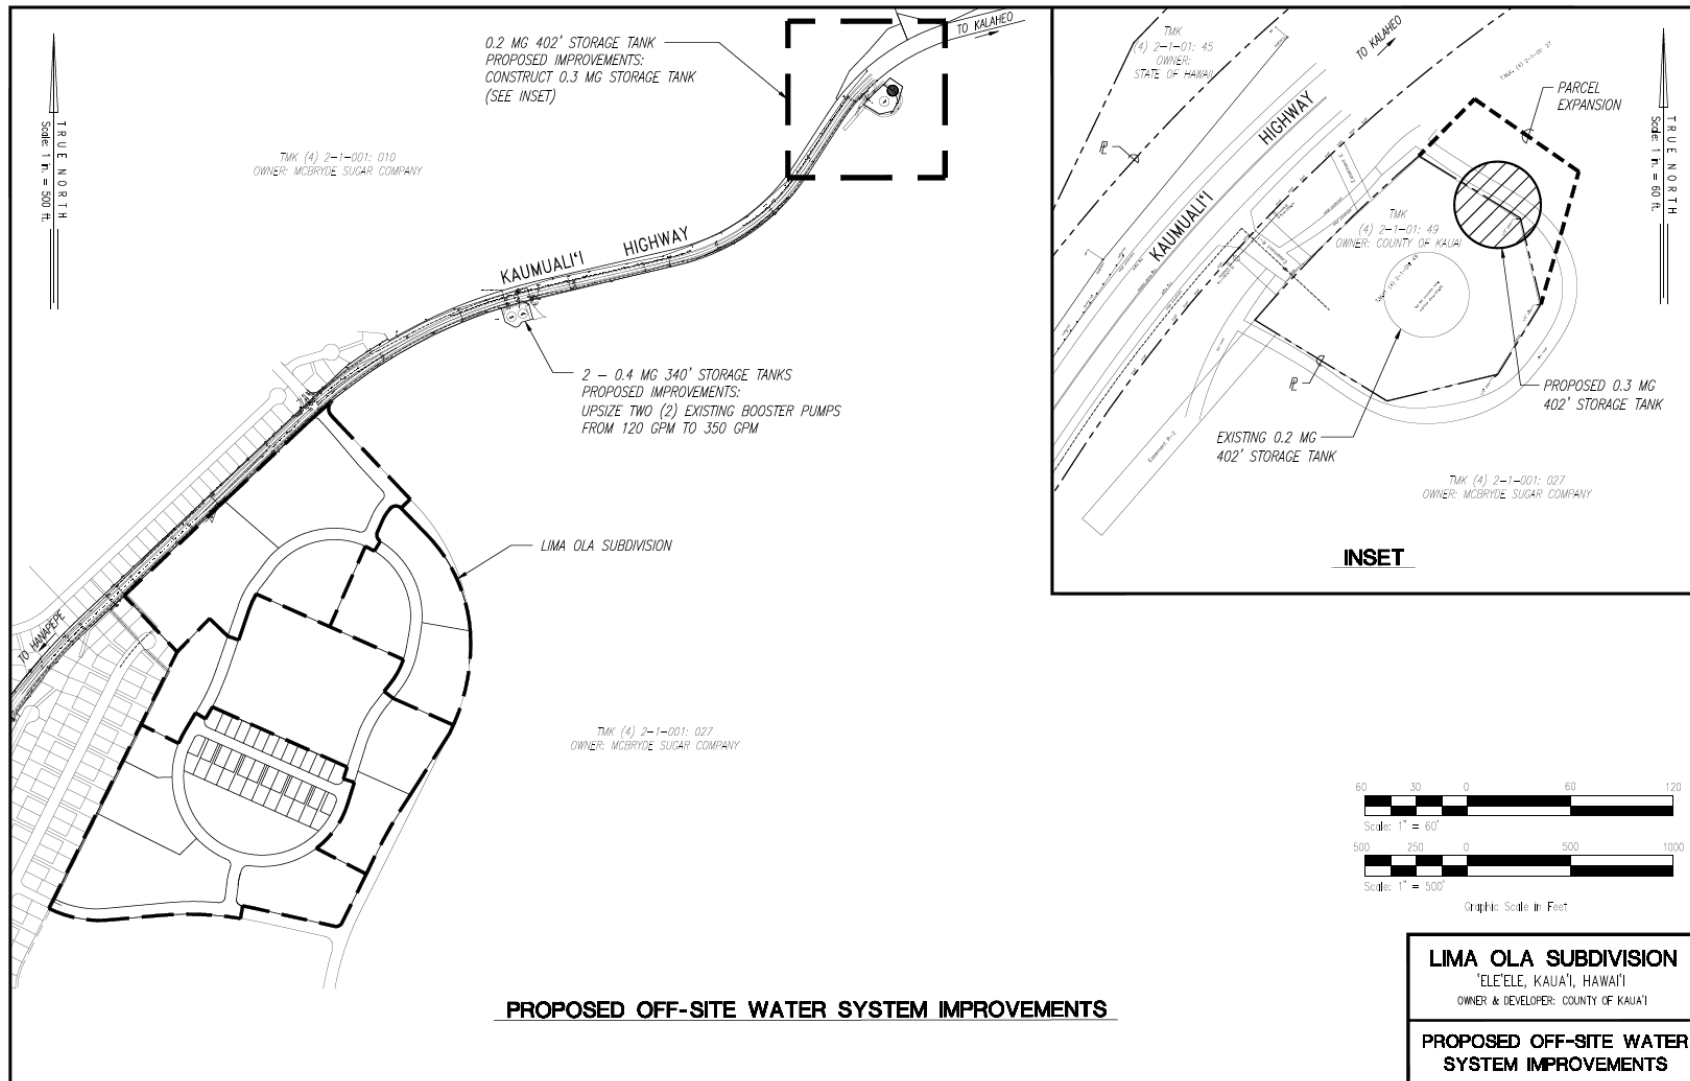 0.2 MG 402' STORAGE TANK
PROPOSED IMPROVEMENTS:
CONSTRUCT 0.3 MG STORAGE TANK
(SEE INSET)
TO KALAHEO
TRUE NORTH
Scale: 1 in. = 500 ft.
TMK (4) 2-1-001: 010
OWNER: MCBRYDE SUGAR COMPANY
KAUMUALI'I HIGHWAY
2 - 0.4 MG 340' STORAGE TANKS
PROPOSED IMPROVEMENTS:
UPSIZE TWO (2) EXISTING BOOSTER PUMPS
FROM 120 GPM TO 350 GPM
LIMA OLA SUBDIVISION
TO HANAPEPE
TMK (4) 2-1-001: 027
OWNER: MCBRYDE SUGAR COMPANY
TMK
(4) 2-1-01: 45
OWNER:
STATE OF HAWAII
TO KALAHEO
PARCEL
EXPANSION
TRUE NORTH
Scale: 1 in. = 60 ft.
KAUMUALI'I HIGHWAY
TMK
(4) 2-1-01: 49
OWNER: COUNTY OF KAUAI
PROPOSED 0.3 MG
402' STORAGE TANK
EXISTING 0.2 MG
402' STORAGE TANK
TMK (4) 2-1-001: 027
OWNER: MCBRYDE SUGAR COMPANY
INSET
60 30 0 60 120
Scale: 1" = 60'
500 250 0 500 1000
Scale: 1" = 500'
Graphic Scale in Feet
PROPOSED OFF-SITE WATER SYSTEM IMPROVEMENTS
LIMA OLA SUBDIVISION
'ELE'ELE, KAUA'I, HAWAI'I
OWNER & DEVELOPER: COUNTY OF KAUA'I
PROPOSED OFF-SITE WATER
SYSTEM IMPROVEMENTS